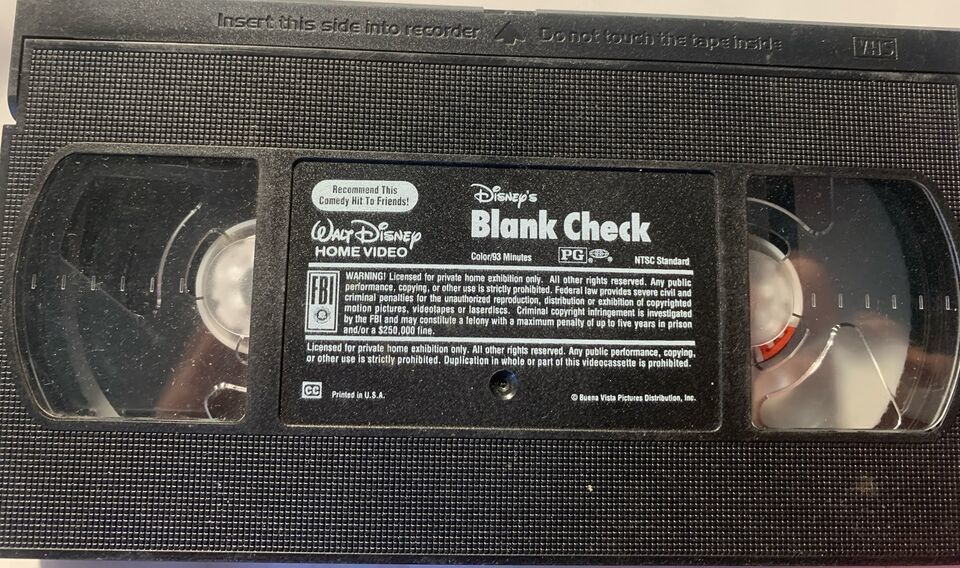 Insert this side into recorder
Do not touch the tape inside
VHS
Recommend This
Comedy Hit To Friends!
WALT DISNEY
HOME VIDEO
DISNEY'S
Blank Check
Color/93 Minutes
PG
NTSC Standard
FBI
WARNING! Licensed for private home exhibition only. All other rights reserved. Any public
performance, copying, or other use is strictly prohibited. Federal law provides severe civil and
criminal penalties for the unauthorized reproduction, distribution or exhibition of copyrighted
motion pictures, videotapes or laserdiscs. Criminal copyright infringement is investigated
by the FBI and may constitute a felony with a maximum penalty of up to five years in prison
and/or a $250,000 fine.
Licensed for private home exhibition only. All other rights reserved. Any public performance, copying,
or other use is strictly prohibited. Duplication in whole or part of this videocassette is prohibited.
CC
Printed in U.S.A.
© Buena Vista Pictures Distribution, Inc.